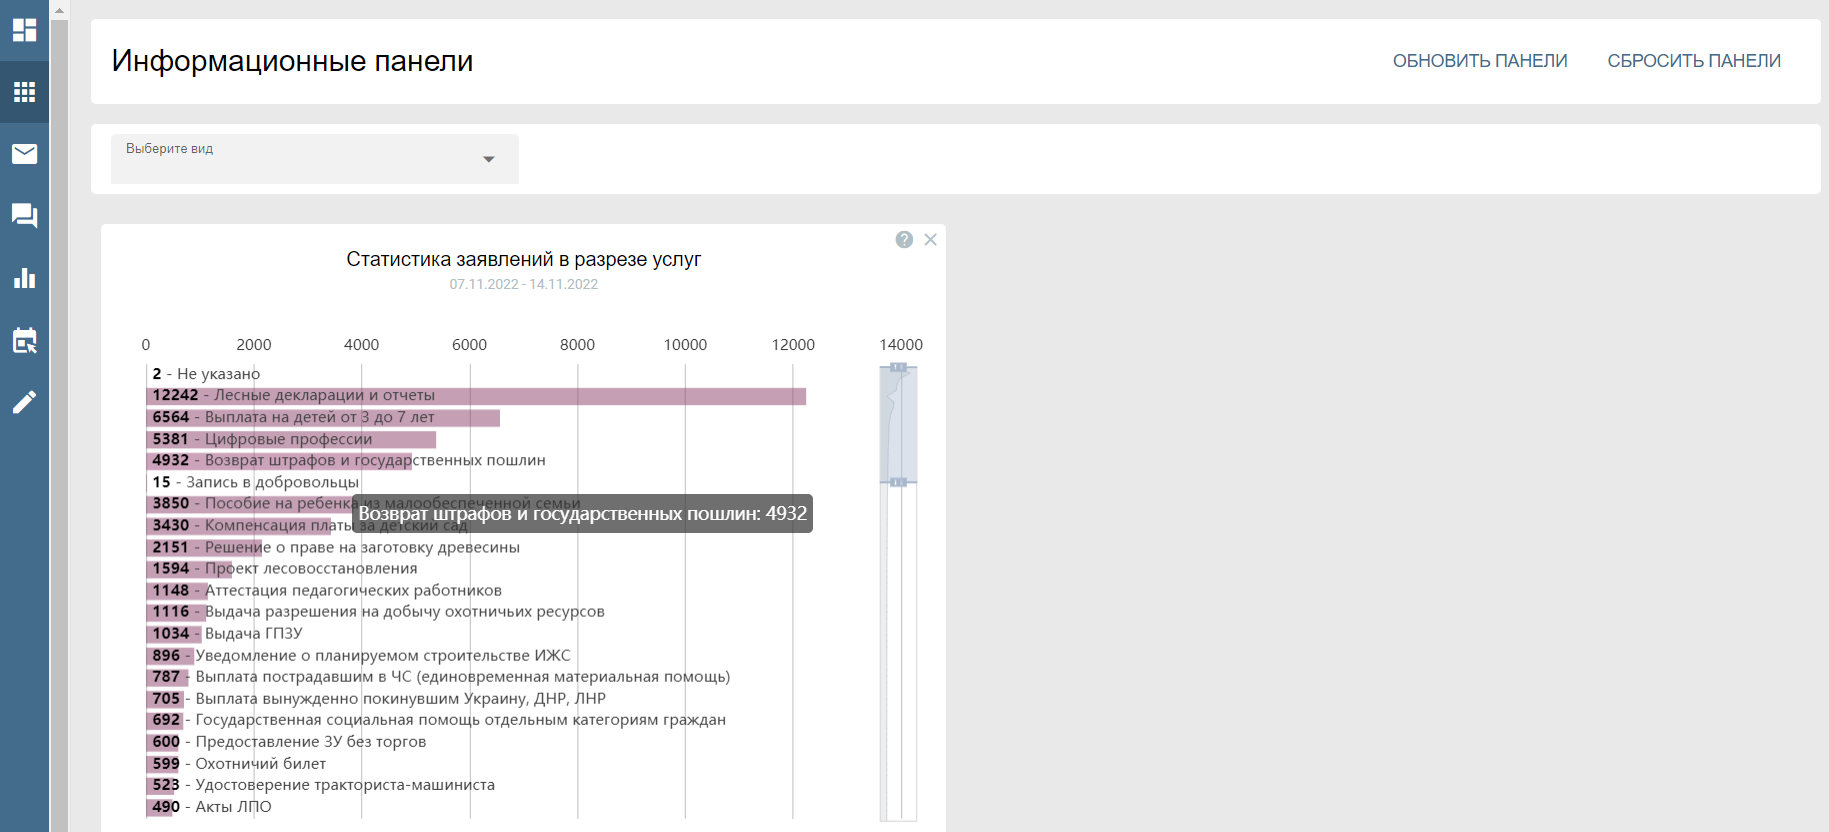 Информационные панели
ОБНОВИТЬ ПАНЕЛИ
СБРОСИТЬ ПАНЕЛИ
Выберите вид
Статистика заявлений в разрезе услуг
07.11.2022 - 14.11.2022
0 2000 4000 6000 8000 10000 12000 14000
2 - Не указано
12242 - Лесные декларации и отчеты
6564 - Выплата на детей от 3 до 7 лет
5381 - Цифровые профессии
4932 - Возврат штрафов и государственных пошлин
15 - Запись в добровольцы
3850 - Пособие на ребенка из малообеспеченной семьи
Возврат штрафов и государственных пошлин: 4932
3430 - Компенсация платы за детский сад
2151 - Решение о праве на заготовку древесины
1594 - Проект лесовосстановления
1148 - Аттестация педагогических работников
1116 - Выдача разрешения на добычу охотничьих ресурсов
1034 - Выдача ГПЗУ
896 - Уведомление о планируемом строительстве ИЖС
787 - Выплата пострадавшим в ЧС (единовременная материальная помощь)
705 - Выплата вынужденно покинувшим Украину, ДНР, ЛНР
692 - Государственная социальная помощь отдельным категориям граждан
600 - Предоставление ЗУ без торгов
599 - Охотничий билет
523 - Удостоверение тракториста-машиниста
490 - Акты ЛПО